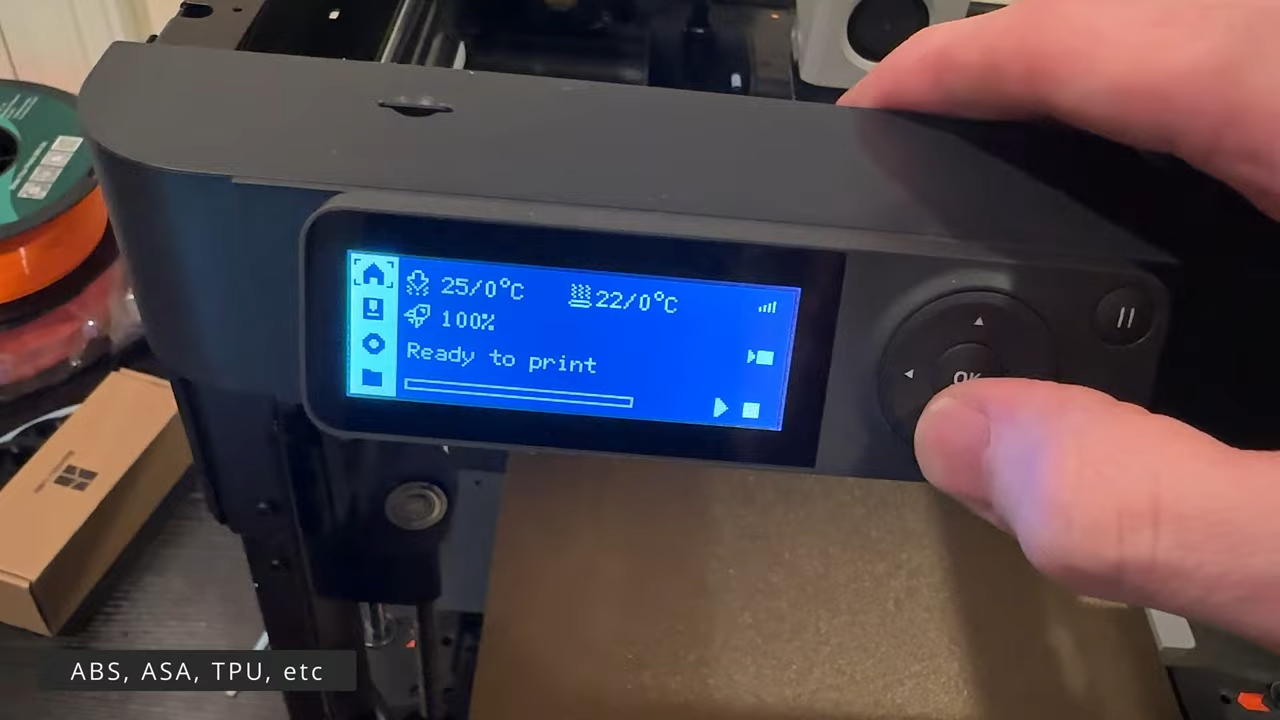 25/0°C
22/0°C
100%
Ready to print
OK
ABS, ASA, TPU, etc